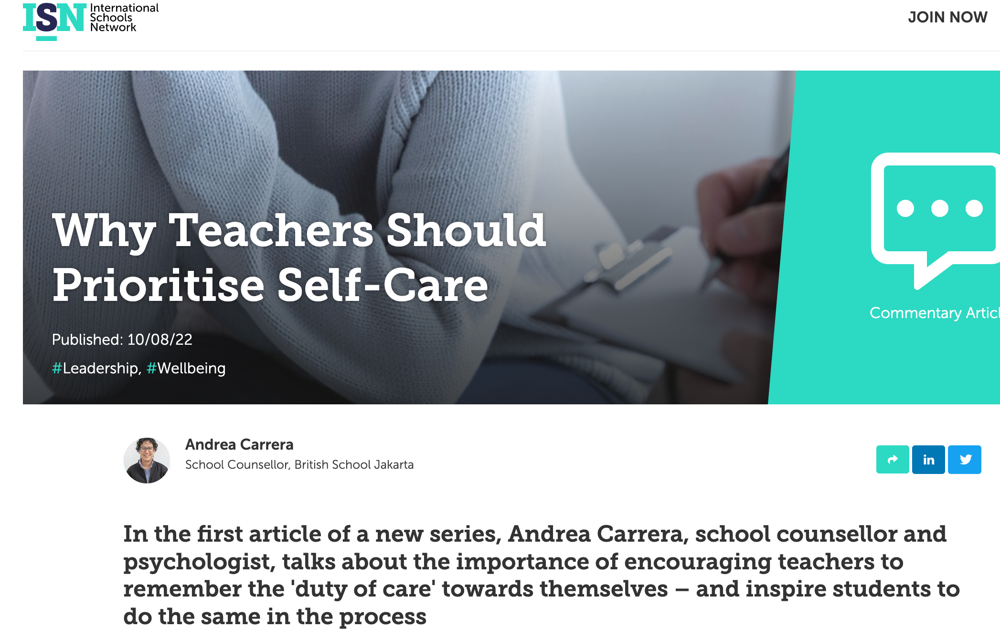 ISN International
Schools
Network
JOIN NOW
Why Teachers Should
Prioritise Self-Care
Published: 10/08/22
#Leadership, #Wellbeing
Commentary
Andrea Carrera
School Counsellor, British School Jakarta
in
In the first article of a new series, Andrea Carrera, school counsellor and
psychologist, talks about the importance of encouraging teachers to
remember the 'duty of care' towards themselves – and inspire students to
do the same in the process